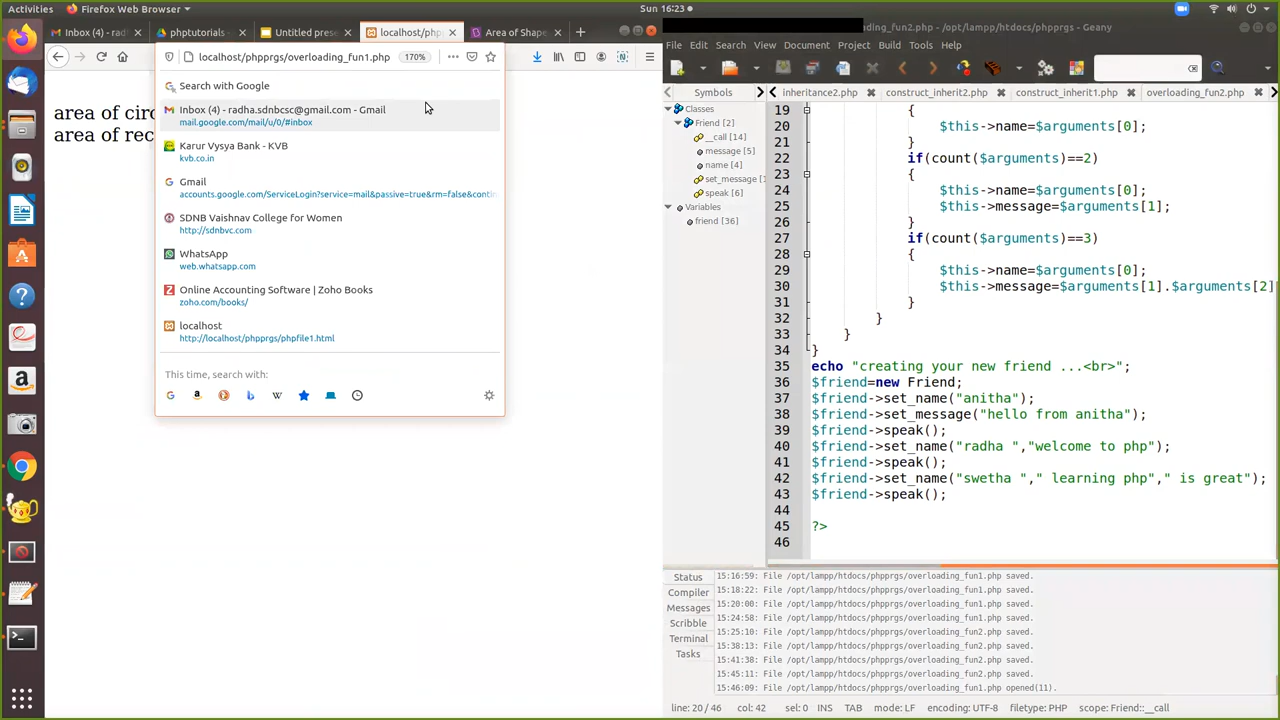 Activities
Firefox Web Browser
Sun 16:23
lading_fun2.php - /opt/lampp/htdocs/phpprgs - Geany
Inbox (4) - rad
phptutorials
Untitled prese
localhost/php
Area of Shape
localhost/phpprgs/overloading_fun1.php
170%
area of circ
area of rec
Search with Google
Inbox (4) - radha.sdnbcsc@gmail.com - Gmail
mail.google.com/mail/u/0/#inbox
Karur Vysya Bank - KVB
kvb.co.in
Gmail
accounts.google.com/ServiceLogin?service=mail&passive=true&rm=false&contin
SDNB Vaishnav College for Women
http://sdnbvc.com
WhatsApp
web.whatsapp.com
Online Accounting Software | Zoho Books
zoho.com/books/
localhost
http://localhost/phpprgs/phpfile1.html
This time, search with:
File Edit Search View Document Project Build Tools Help
Symbols
inheritance2.php
construct_inherit2.php
construct_inherit1.php
overloading_fun2.php
Classes
Friend [2]
__call [14]
message [5]
name [4]
set_message [1
speak [6]
Variables
friend [36]
19 {
20 $this->name=$arguments[0];
21 }
22 if(count($arguments)==2)
23 {
24 $this->name=$arguments[0];
25 $this->message=$arguments[1];
26 }
27 if(count($arguments)==3)
28 {
29 $this->name=$arguments[0];
30 $this->message=$arguments[1].$arguments[2]
31 }
32 }
33 }
34 }
35 echo "creating your new friend ...<br>";
36 $friend=new Friend;
37 $friend->set_name("anitha");
38 $friend->set_message("hello from anitha");
39 $friend->speak();
40 $friend->set_name("radha ","welcome to php");
41 $friend->speak();
42 $friend->set_name("swetha "," learning php"," is great");
43 $friend->speak();
44
45 ?>
46
Status
Compiler
Messages
Scribble
Terminal
Tasks
15:16:59: File /opt/lampp/htdocs/phpprgs/overloading_fun1.php saved.
15:18:22: File /opt/lampp/htdocs/phpprgs/overloading_fun1.php saved.
15:20:00: File /opt/lampp/htdocs/phpprgs/overloading_fun1.php saved.
15:24:58: File /opt/lampp/htdocs/phpprgs/overloading_fun1.php saved.
15:25:10: File /opt/lampp/htdocs/phpprgs/overloading_fun2.php saved.
15:38:13: File /opt/lampp/htdocs/phpprgs/overloading_fun2.php saved.
15:41:38: File /opt/lampp/htdocs/phpprgs/overloading_fun2.php saved.
15:45:11: File /opt/lampp/htdocs/phpprgs/overloading_fun2.php saved.
15:46:09: File /opt/lampp/htdocs/phpprgs/overloading_fun1.php opened(11).
line: 20 / 46 col: 42 sel: 0 INS TAB mode: LF encoding: UTF-8 filetype: PHP scope: Friend::__call